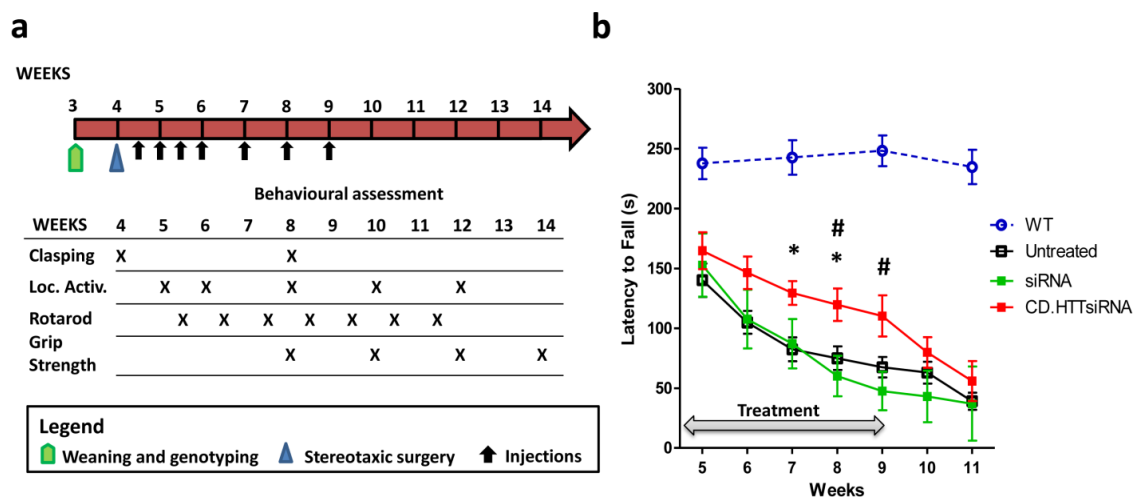 a
WEEKS
3 4 5 6 7 8 9 10 11 12 13 14
Behavioural assessment
WEEKS 4 5 6 7 8 9 10 11 12 13 14
Clasping X X
Loc. Activ. X X X X X
Rotarod X X X X X X X
Grip
Strength X X X X
Legend
Weaning and genotyping Stereotaxic surgery Injections
b
300
250
200
150
100
50
0
Latency to Fall (s)
#
* * #
Treatment
5 6 7 8 9 10 11
Weeks
WT
Untreated
siRNA
CD.HTTsiRNA